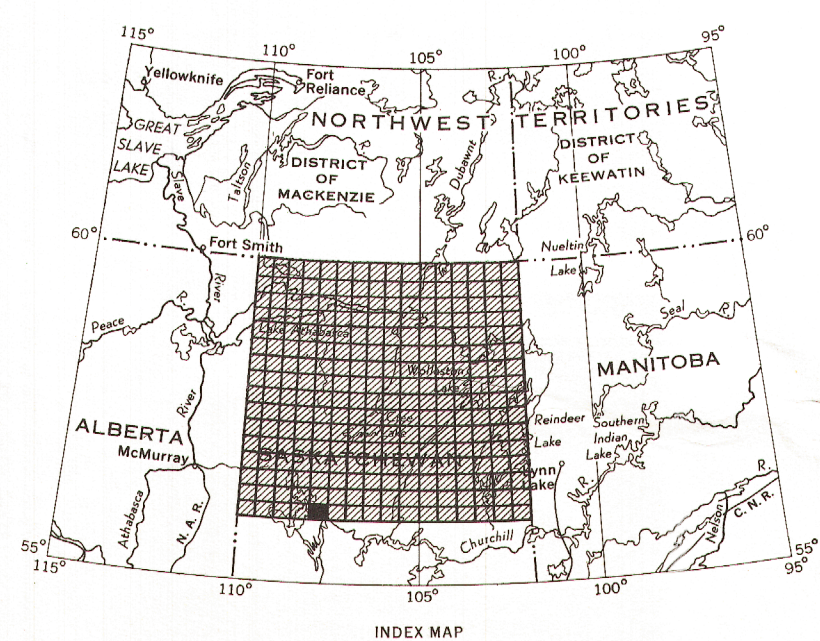 115°
110°
105°
100°
95°
Yellowknife
Fort
Reliance
R.
NORTHWEST TERRITORIES
GREAT
SLAVE
LAKE
Slave
Taltson
DISTRICT
OF
MACKENZIE
Dubawnt
DISTRICT
OF
KEEWATIN
60°
Fort Smith
60°
Nueltin
Lake
River
Peace
R.
Lake Athabasca
Seal R.
Wollaston
Lake
MANITOBA
River
ALBERTA
McMurray
Cree
Lake
Reindeer
Lake
Southern
Indian
Lake
SASKATCHEWAN
Lynn
Lake
R.
R.
Athabasca
N. A. R.
Nelson
C. N. R.
Churchill
55°
115°
110°
105°
100°
55°
95°
INDEX MAP